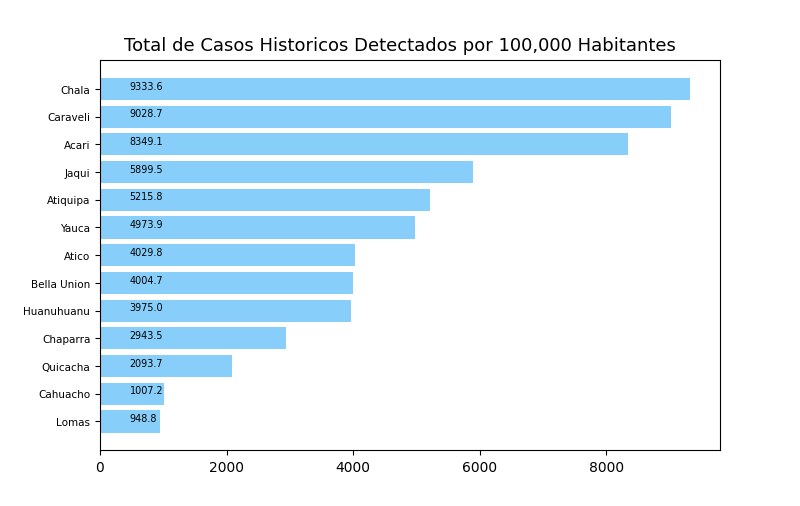 Total de Casos Historicos Detectados por 100,000 Habitantes
Chala 9333.6
Caraveli 9028.7
Acari 8349.1
Jaqui 5899.5
Atiquipa 5215.8
Yauca 4973.9
Atico 4029.8
Bella Union 4004.7
Huanuhuanu 3975.0
Chaparra 2943.5
Quicacha 2093.7
Cahuacho 1007.2
Lomas 948.8
0 2000 4000 6000 8000